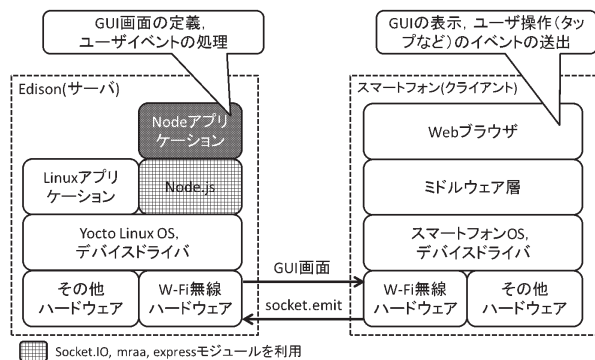 GUI画面の定義,
ユーザイベントの処理
GUIの表示,ユーザ操作(タッ
プなど)のイベントの送出
Edison(サーバ)
Nodeアプリ
ケーション
Linuxアプリ
ケーション
Node.js
Yocto Linux OS,
デバイスドライバ
その他
ハードウェア
W-Fi無線
ハードウェア
GUI画面
socket.emit
スマートフォン(クライアント)
Webブラウザ
ミドルウェア層
スマートフォンOS,
デバイスドライバ
W-Fi無線
ハードウェア
その他
ハードウェア
Socket.IO, mraa, expressモジュールを利用